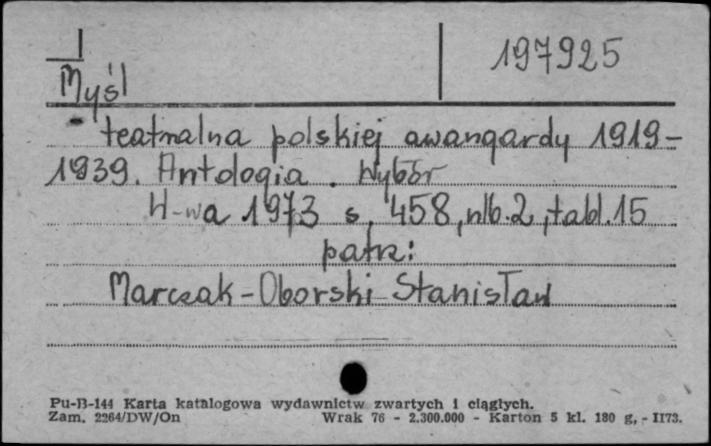 197925
Myśl
teatralna polskiej awangardy 1919-
1939. Antologia. Wybór
W-wa 1973 s. 458, nlb. 2, tabl. 15
patrz:
Marczak-Oborski Stanisław
Pu-B-144 Karta katalogowa wydawnictw zwartych i ciągłych.
Zam. 2264/DW/On Wrak 76 - 2.300.000 - Karton 5 kl. 180 g, - II73.